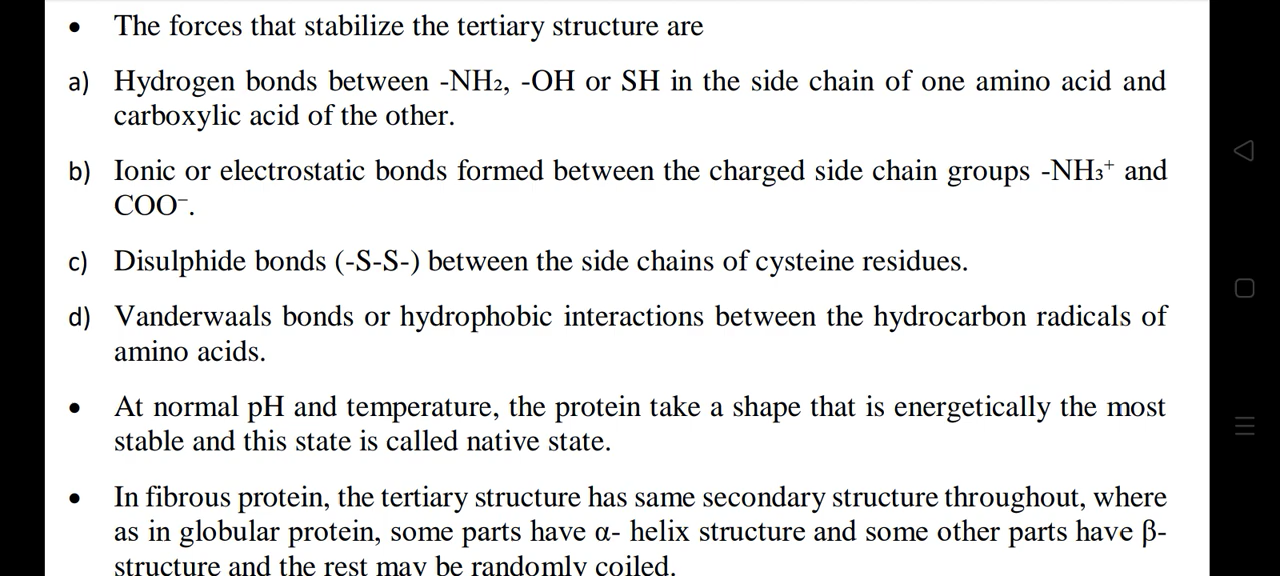 • The forces that stabilize the tertiary structure are
a) Hydrogen bonds between -NH₂, -OH or SH in the side chain of one amino acid and
carboxylic acid of the other.
b) Ionic or electrostatic bonds formed between the charged side chain groups -NH₃⁺ and
COO⁻.
c) Disulphide bonds (-S-S-) between the side chains of cysteine residues.
d) Vanderwaals bonds or hydrophobic interactions between the hydrocarbon radicals of
amino acids.
• At normal pH and temperature, the protein take a shape that is energetically the most
stable and this state is called native state.
• In fibrous protein, the tertiary structure has same secondary structure throughout, where
as in globular protein, some parts have α- helix structure and some other parts have β-
structure and the rest may be randomly coiled.